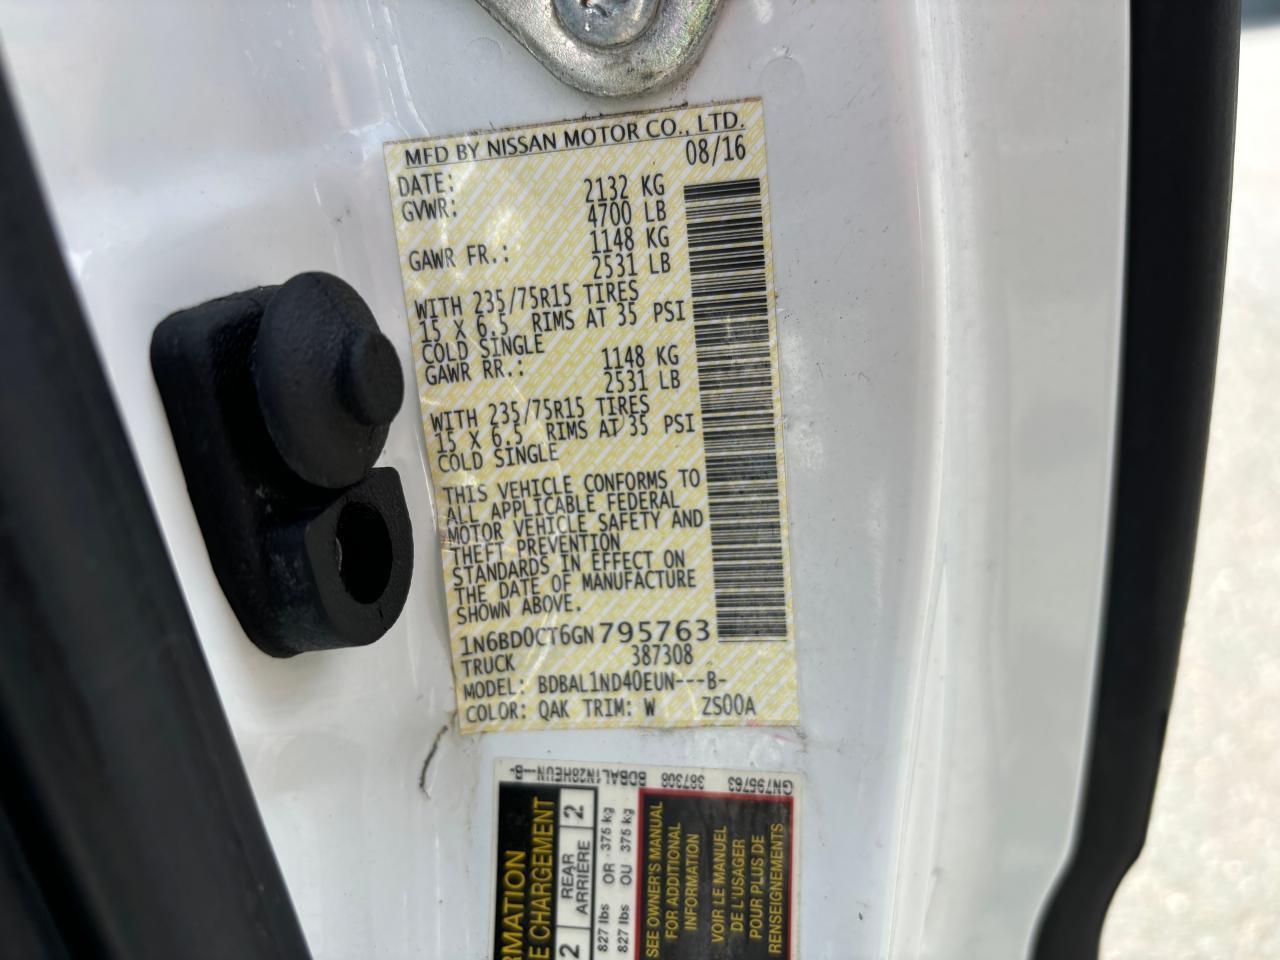 MFD BY NISSAN MOTOR CO., LTD.
DATE: 08/16
GVWR: 2132 KG
4700 LB
GAWR FR.: 1148 KG
2531 LB
WITH 235/75R15 TIRES
15 X 6.5 RIMS AT 35 PSI
COLD SINGLE
GAWR RR.: 1148 KG
2531 LB
WITH 235/75R15 TIRES
15 X 6.5 RIMS AT 35 PSI
COLD SINGLE
THIS VEHICLE CONFORMS TO
ALL APPLICABLE FEDERAL
MOTOR VEHICLE SAFETY AND
THEFT PREVENTION
STANDARDS IN EFFECT ON
THE DATE OF MANUFACTURE
SHOWN ABOVE.
1N6BD0CT6GN795763
TRUCK 387308
MODEL: BDBAL1ND40EUN---B-
COLOR: QAK TRIM: W ZS00A
GN795763 387308 BDBAL1N28HEUN---B-
RMATION
E CHARGEMENT
2 REAR 2
ARRIÈRE
827 lbs OR 375 kg
827 lbs OU 375 kg
SEE OWNER'S MANUAL
FOR ADDITIONAL
INFORMATION
VOIR LE MANUEL
DE L'USAGER
POUR PLUS DE
RENSEIGNEMENTS